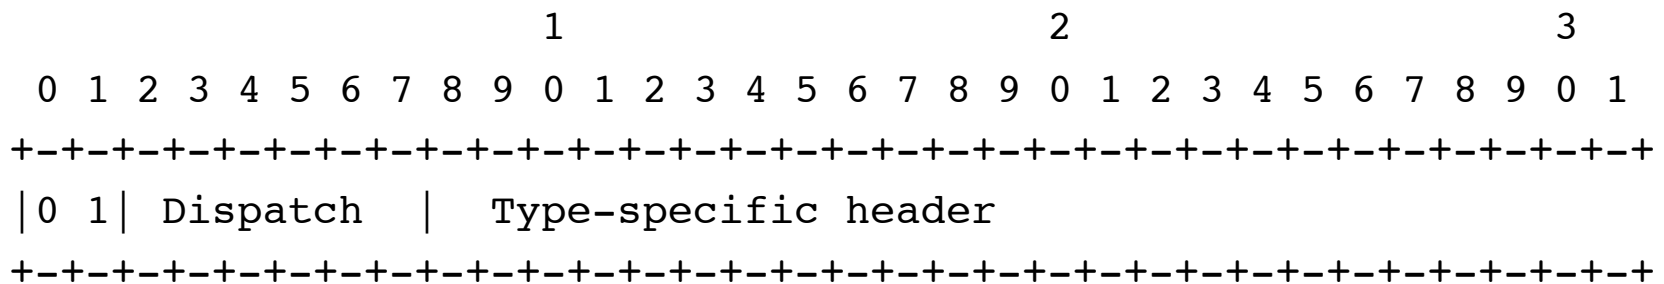 1                   2                   3
 0 1 2 3 4 5 6 7 8 9 0 1 2 3 4 5 6 7 8 9 0 1 2 3 4 5 6 7 8 9 0 1
+-+-+-+-+-+-+-+-+-+-+-+-+-+-+-+-+-+-+-+-+-+-+-+-+-+-+-+-+-+-+-+-+
|0 1| Dispatch  |  Type-specific header
+-+-+-+-+-+-+-+-+-+-+-+-+-+-+-+-+-+-+-+-+-+-+-+-+-+-+-+-+-+-+-+-+